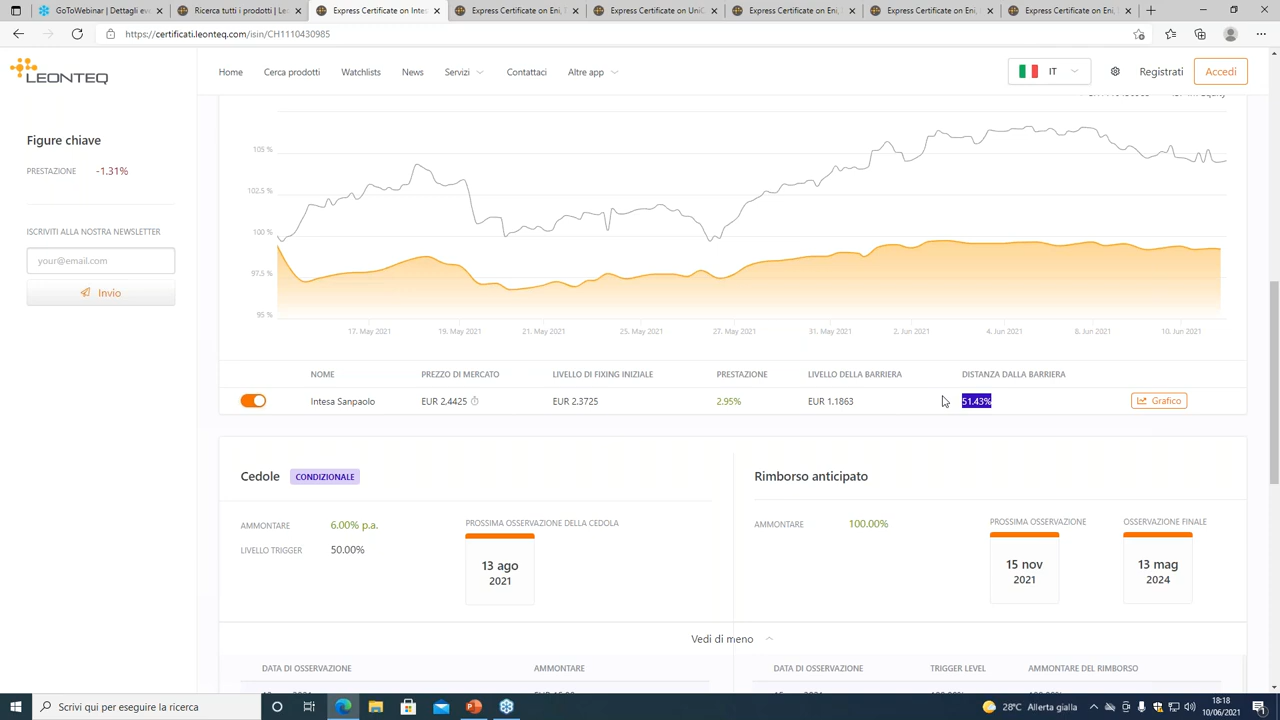 GoToWebinar | Dettagli eve
Ricerca tutti i prodotti | Leo
Express Certificate on Intes
Express Certificate on Eni, I
Express Certificate on UniC
Express Certificate on Eni,
Express Certificate on Eni,
Express Certificate on Eni,
https://certificati.leonteq.com/isin/CH1110430985
LEONTEQ
Home
Cerca prodotti
Watchlists
News
Servizi
Contattaci
Altre app
IT
Registrati
Accedi
Figure chiave
PRESTAZIONE -1.31%
ISCRIVITI ALLA NOSTRA NEWSLETTER
your@email.com
Invio
105 %
102.5 %
100 %
97.5 %
95 %
17. May 2021
19. May 2021
21. May 2021
25. May 2021
27. May 2021
31. May 2021
2. Jun 2021
4. Jun 2021
8. Jun 2021
10. Jun 2021
NOME PREZZO DI MERCATO LIVELLO DI FIXING INIZIALE PRESTAZIONE LIVELLO DELLA BARRIERA DISTANZA DALLA BARRIERA
Intesa Sanpaolo EUR 2.4425 EUR 2.3725 2.95% EUR 1.1863 51.43% Grafico
Cedole CONDIZIONALE
AMMONTARE 6.00% p.a.
LIVELLO TRIGGER 50.00%
PROSSIMA OSSERVAZIONE DELLA CEDOLA
13 ago
2021
Rimborso anticipato
AMMONTARE 100.00%
PROSSIMA OSSERVAZIONE
15 nov
2021
OSSERVAZIONE FINALE
13 mag
2024
Vedi di meno
DATA DI OSSERVAZIONE AMMONTARE
DATA DI OSSERVAZIONE TRIGGER LEVEL AMMONTARE DEL RIMBORSO
Scrivi qui per eseguire la ricerca
28°C Allerta gialla
18:18
10/06/2021